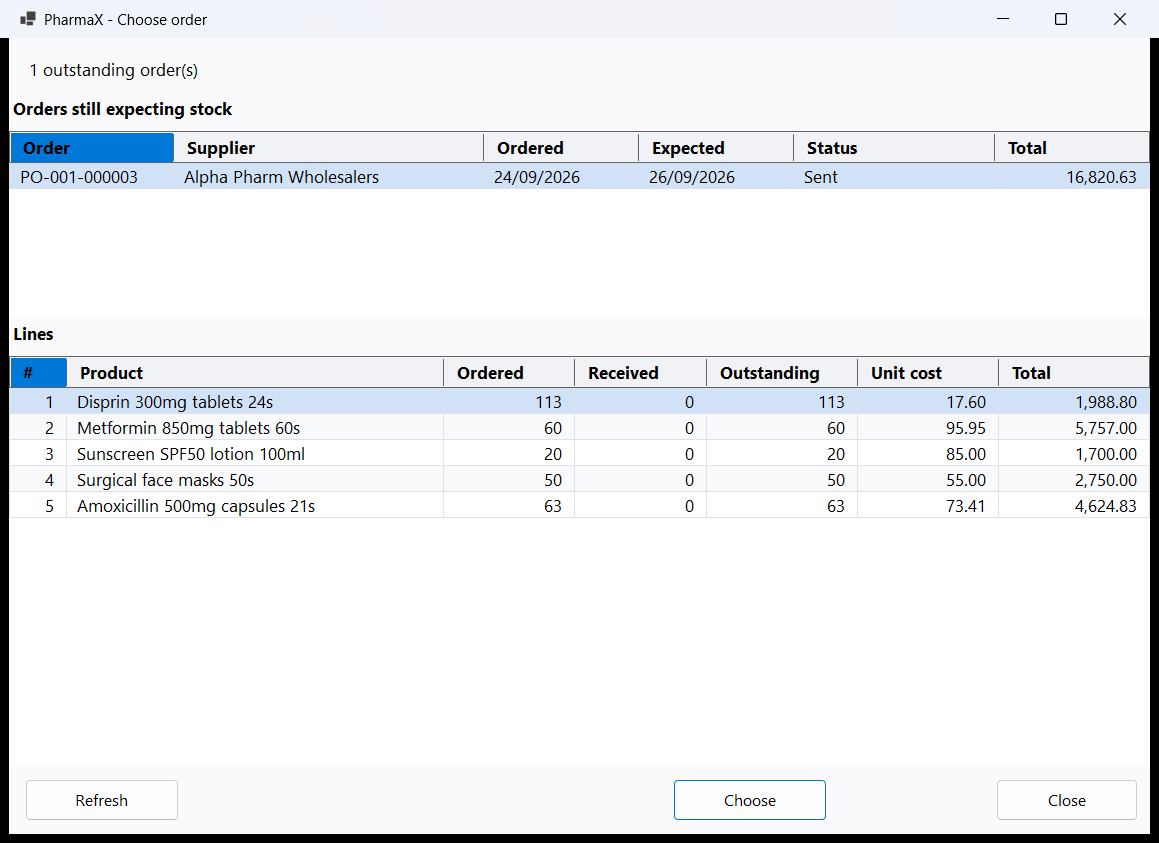 PharmaX - Choose order
1 outstanding order(s)
Orders still expecting stock
Order Supplier Ordered Expected Status Total
PO-001-000003 Alpha Pharm Wholesalers 24/09/2026 26/09/2026 Sent 16,820.63
Lines
# Product Ordered Received Outstanding Unit cost Total
1 Disprin 300mg tablets 24s 113 0 113 17.60 1,988.80
2 Metformin 850mg tablets 60s 60 0 60 95.95 5,757.00
3 Sunscreen SPF50 lotion 100ml 20 0 20 85.00 1,700.00
4 Surgical face masks 50s 50 0 50 55.00 2,750.00
5 Amoxicillin 500mg capsules 21s 63 0 63 73.41 4,624.83
Refresh Choose Close